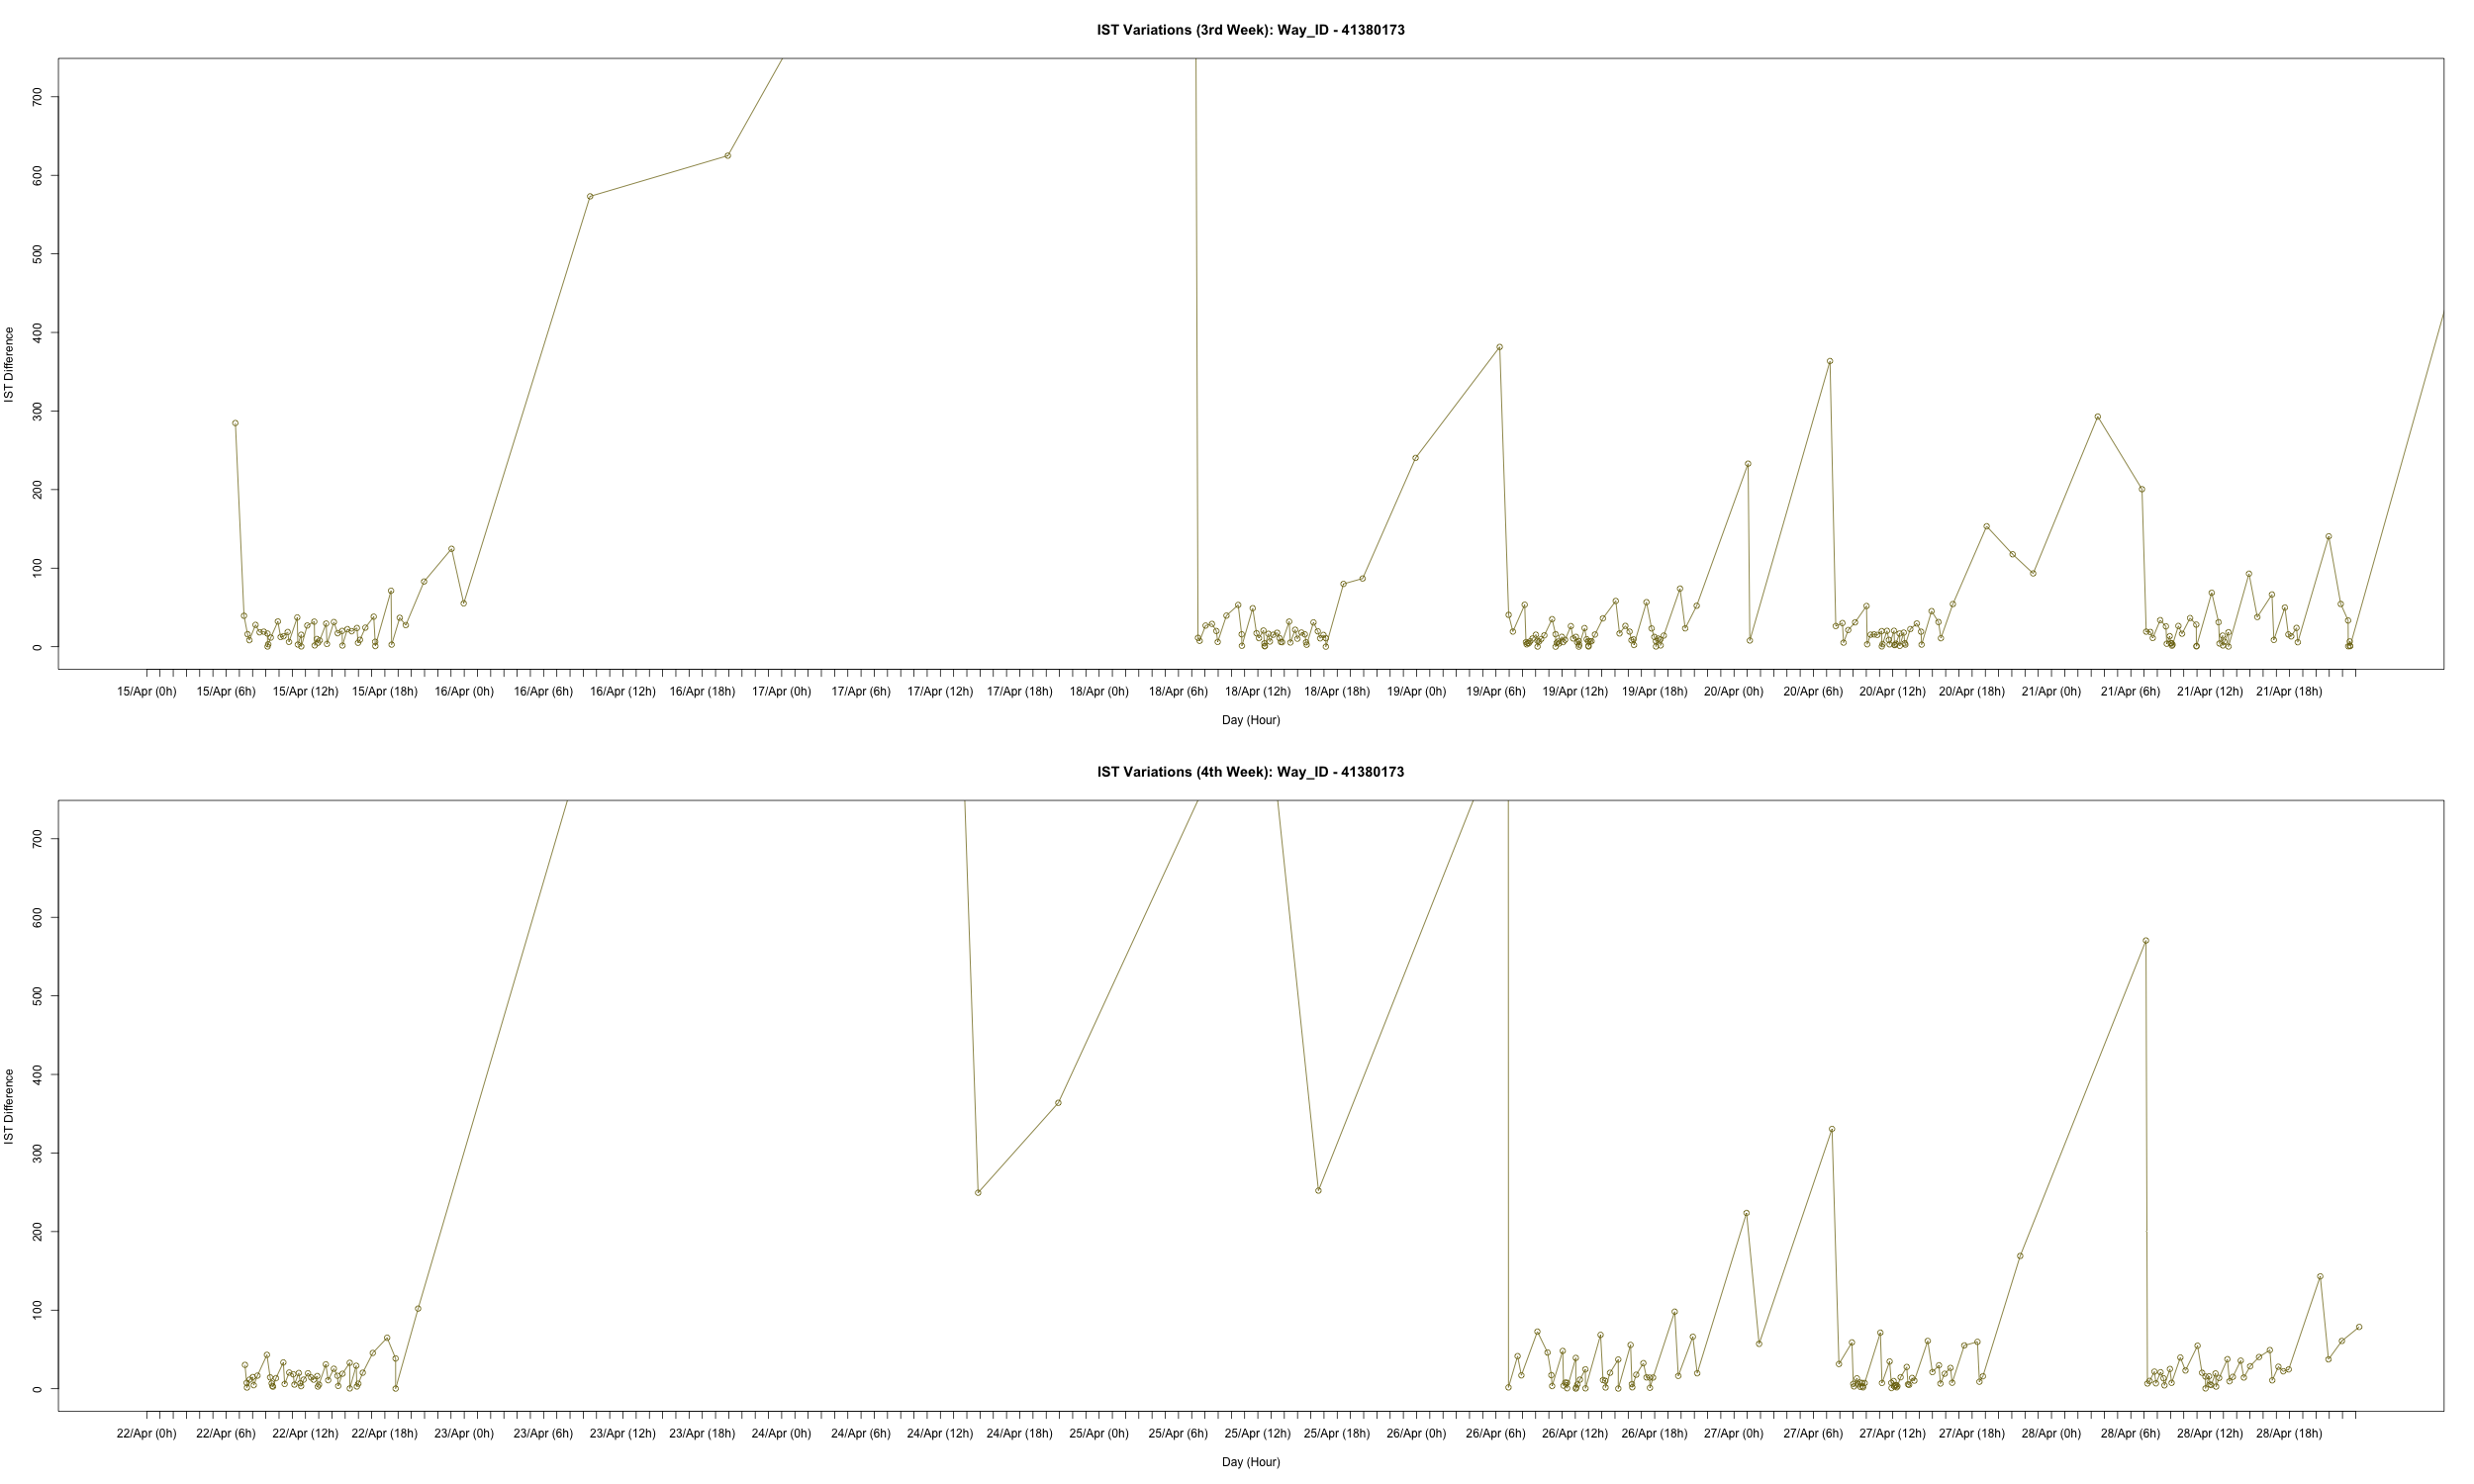 IST Variations (3rd Week): Way_ID - 41380173
IST Difference
700
600
500
400
300
200
100
0
15/Apr (0h) 15/Apr (6h) 15/Apr (12h) 15/Apr (18h) 16/Apr (0h) 16/Apr (6h) 16/Apr (12h) 16/Apr (18h) 17/Apr (0h) 17/Apr (6h) 17/Apr (12h) 17/Apr (18h) 18/Apr (0h) 18/Apr (6h) 18/Apr (12h) 18/Apr (18h) 19/Apr (0h) 19/Apr (6h) 19/Apr (12h) 19/Apr (18h) 20/Apr (0h) 20/Apr (6h) 20/Apr (12h) 20/Apr (18h) 21/Apr (0h) 21/Apr (6h) 21/Apr (12h) 21/Apr (18h)
Day (Hour)
IST Variations (4th Week): Way_ID - 41380173
IST Difference
700
600
500
400
300
200
100
0
22/Apr (0h) 22/Apr (6h) 22/Apr (12h) 22/Apr (18h) 23/Apr (0h) 23/Apr (6h) 23/Apr (12h) 23/Apr (18h) 24/Apr (0h) 24/Apr (6h) 24/Apr (12h) 24/Apr (18h) 25/Apr (0h) 25/Apr (6h) 25/Apr (12h) 25/Apr (18h) 26/Apr (0h) 26/Apr (6h) 26/Apr (12h) 26/Apr (18h) 27/Apr (0h) 27/Apr (6h) 27/Apr (12h) 27/Apr (18h) 28/Apr (0h) 28/Apr (6h) 28/Apr (12h) 28/Apr (18h)
Day (Hour)